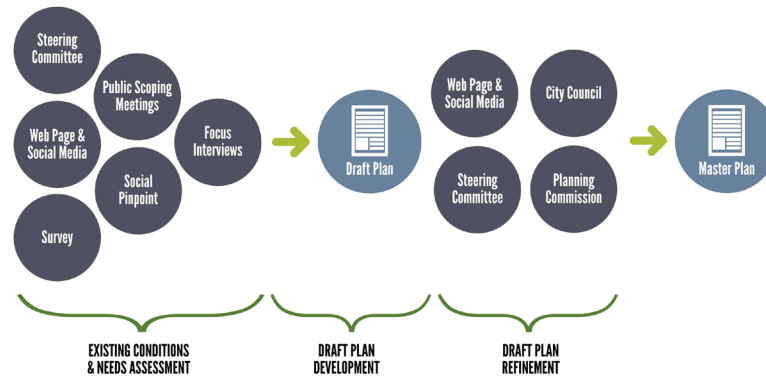 Steering
Committee
Public Scoping
Meetings
Web Page &
Social Media
Focus
Interviews
Social
Pinpoint
Survey
Draft Plan
Web Page &
Social Media
City Council
Steering
Committee
Planning
Commission
Master Plan
EXISTING CONDITIONS
& NEEDS ASSESSMENT
DRAFT PLAN
DEVELOPMENT
DRAFT PLAN
REFINEMENT